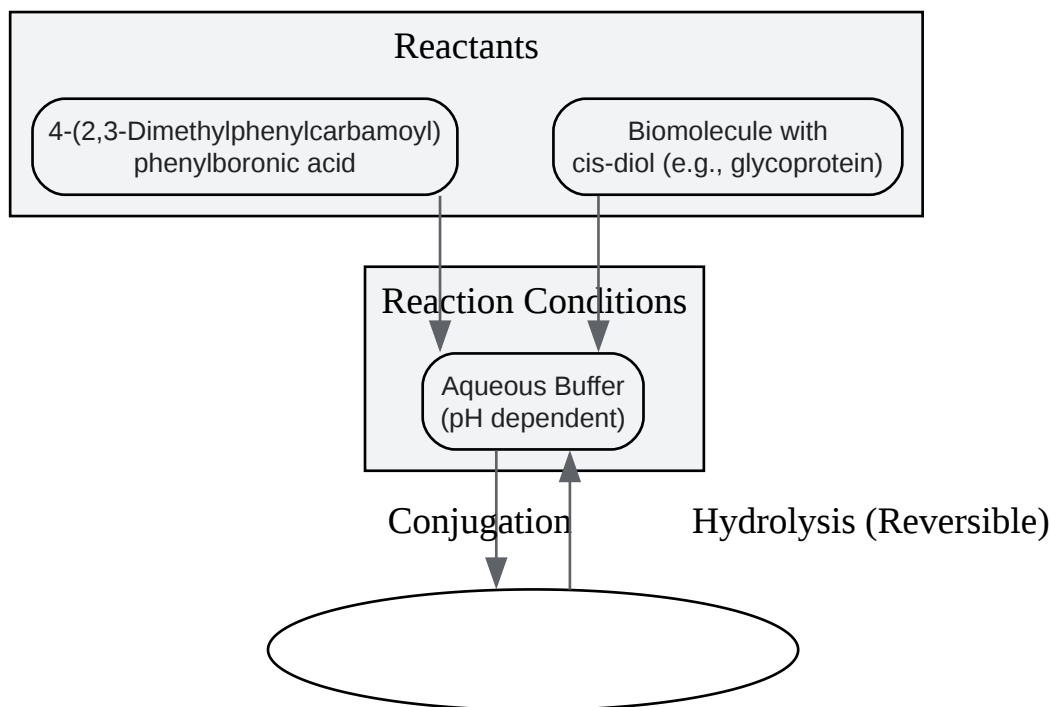 Reactants
4-(2,3-Dimethylphenylcarbamoyl)
phenylboronic acid
Biomolecule with
cis-diol (e.g., glycoprotein)
Reaction Conditions
Aqueous Buffer
(pH dependent)
Conjugation
Hydrolysis (Reversible)